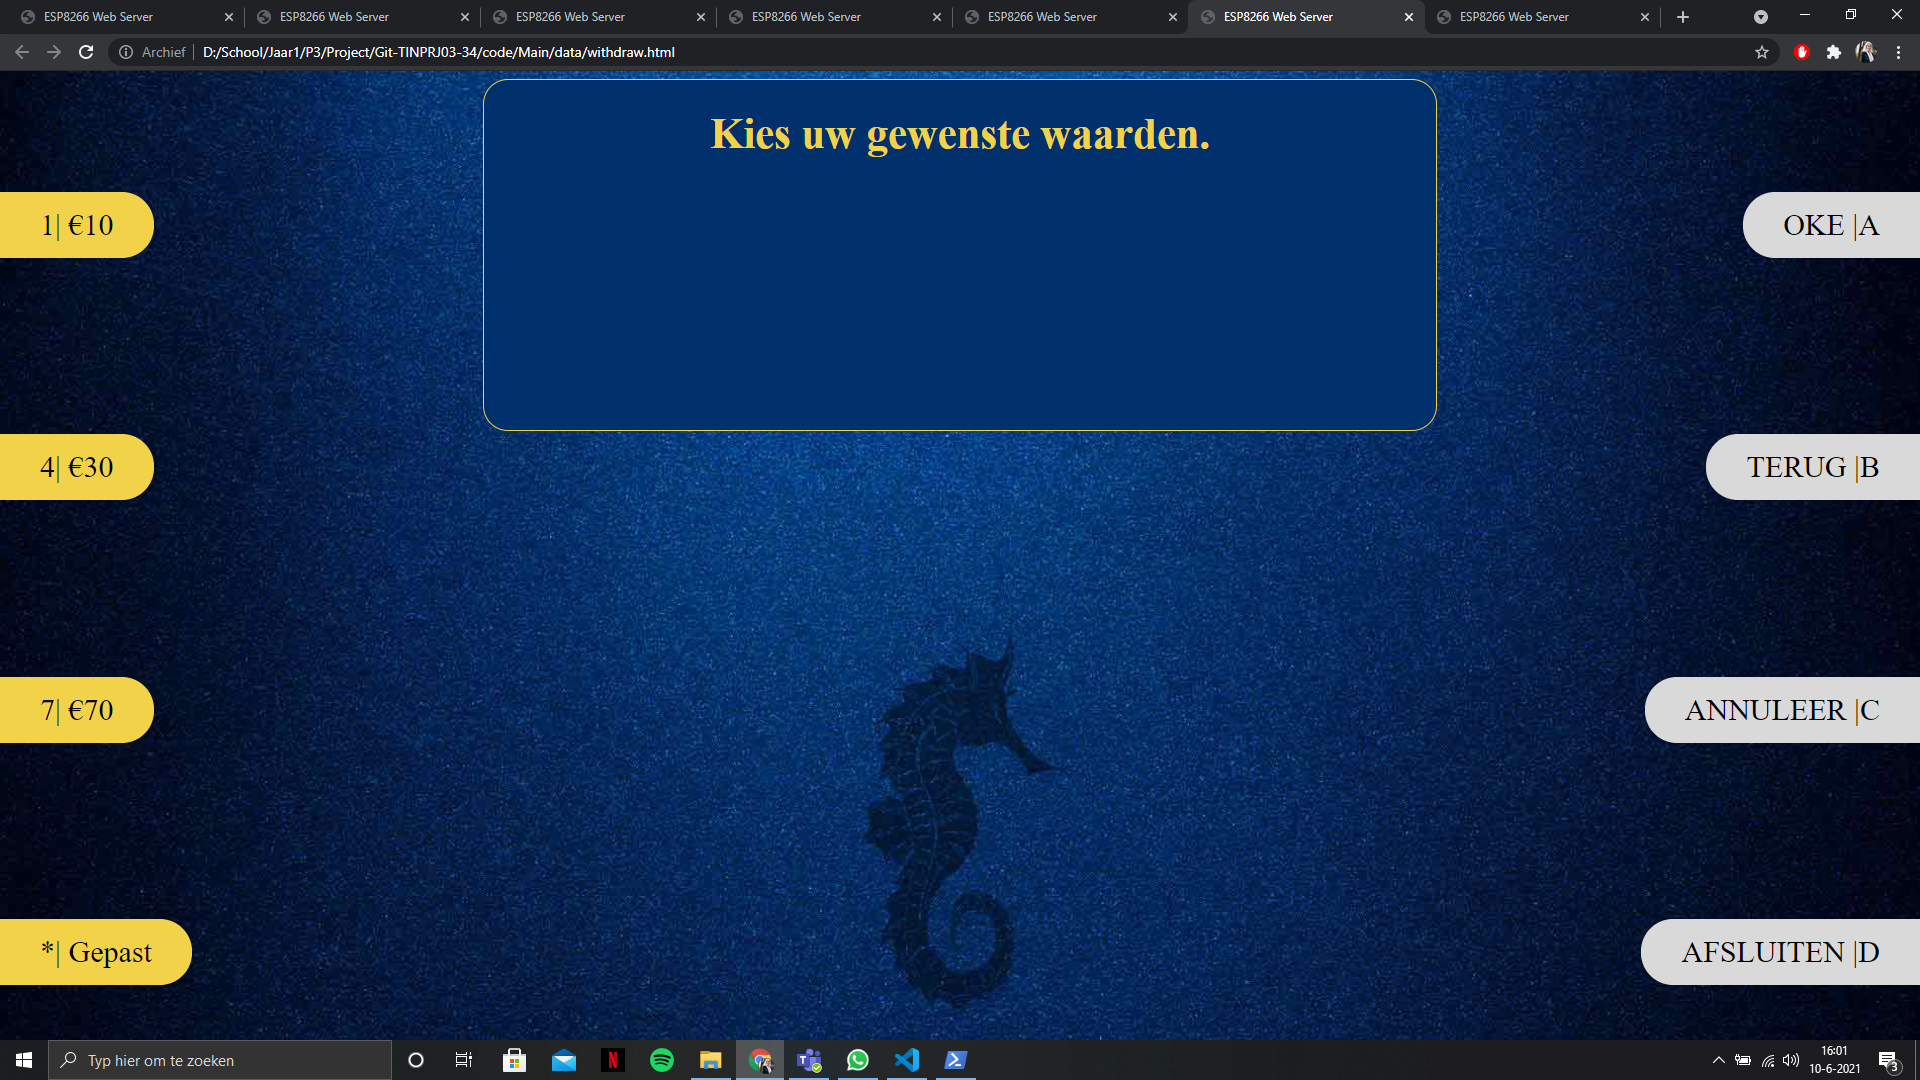 ESP8266 Web Server
ESP8266 Web Server
ESP8266 Web Server
ESP8266 Web Server
ESP8266 Web Server
ESP8266 Web Server
ESP8266 Web Server
Archief
D:/School/Jaar1/P3/Project/Git-TINPRJ03-34/code/Main/data/withdraw.html
Kies uw gewenste waarden.
1| €10
OKE |A
4| €30
TERUG |B
7| €70
ANNULEER |C
*| Gepast
AFSLUITEN |D
Typ hier om te zoeken
16:01
10-6-2021
3